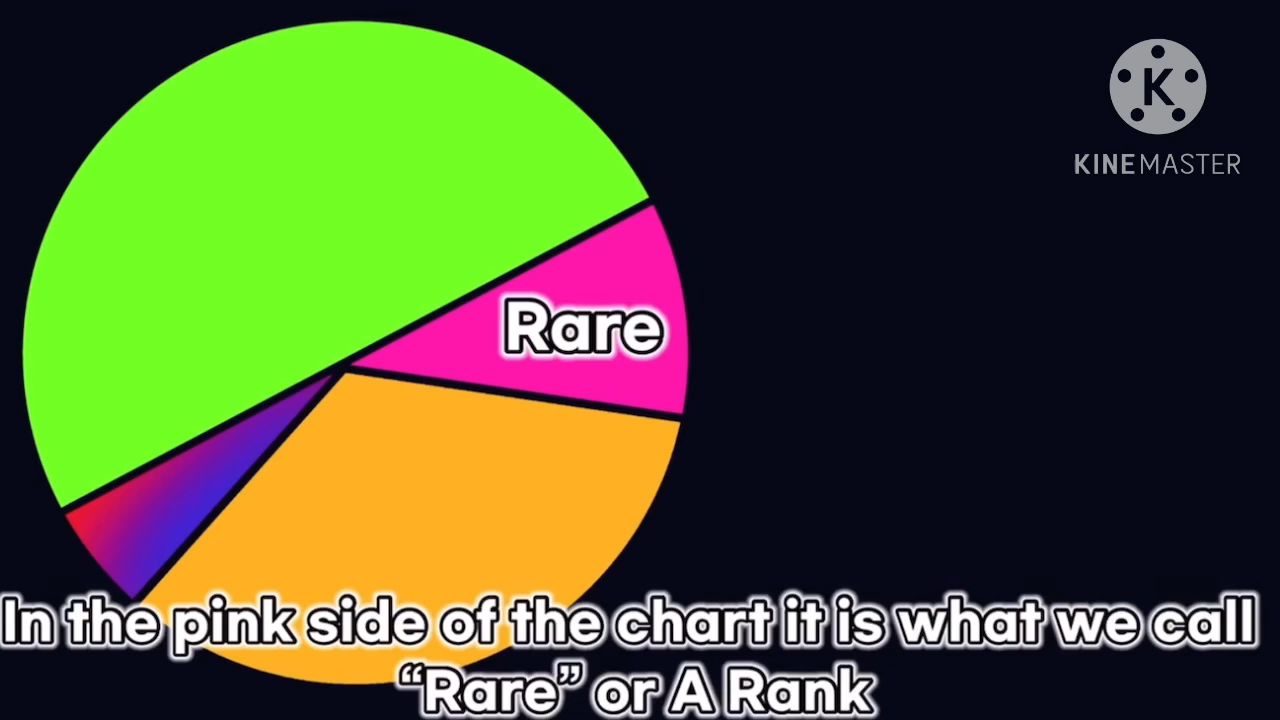 K
KINEMASTER
Rare
In the pink side of the chart it is what we call
“Rare” or A Rank